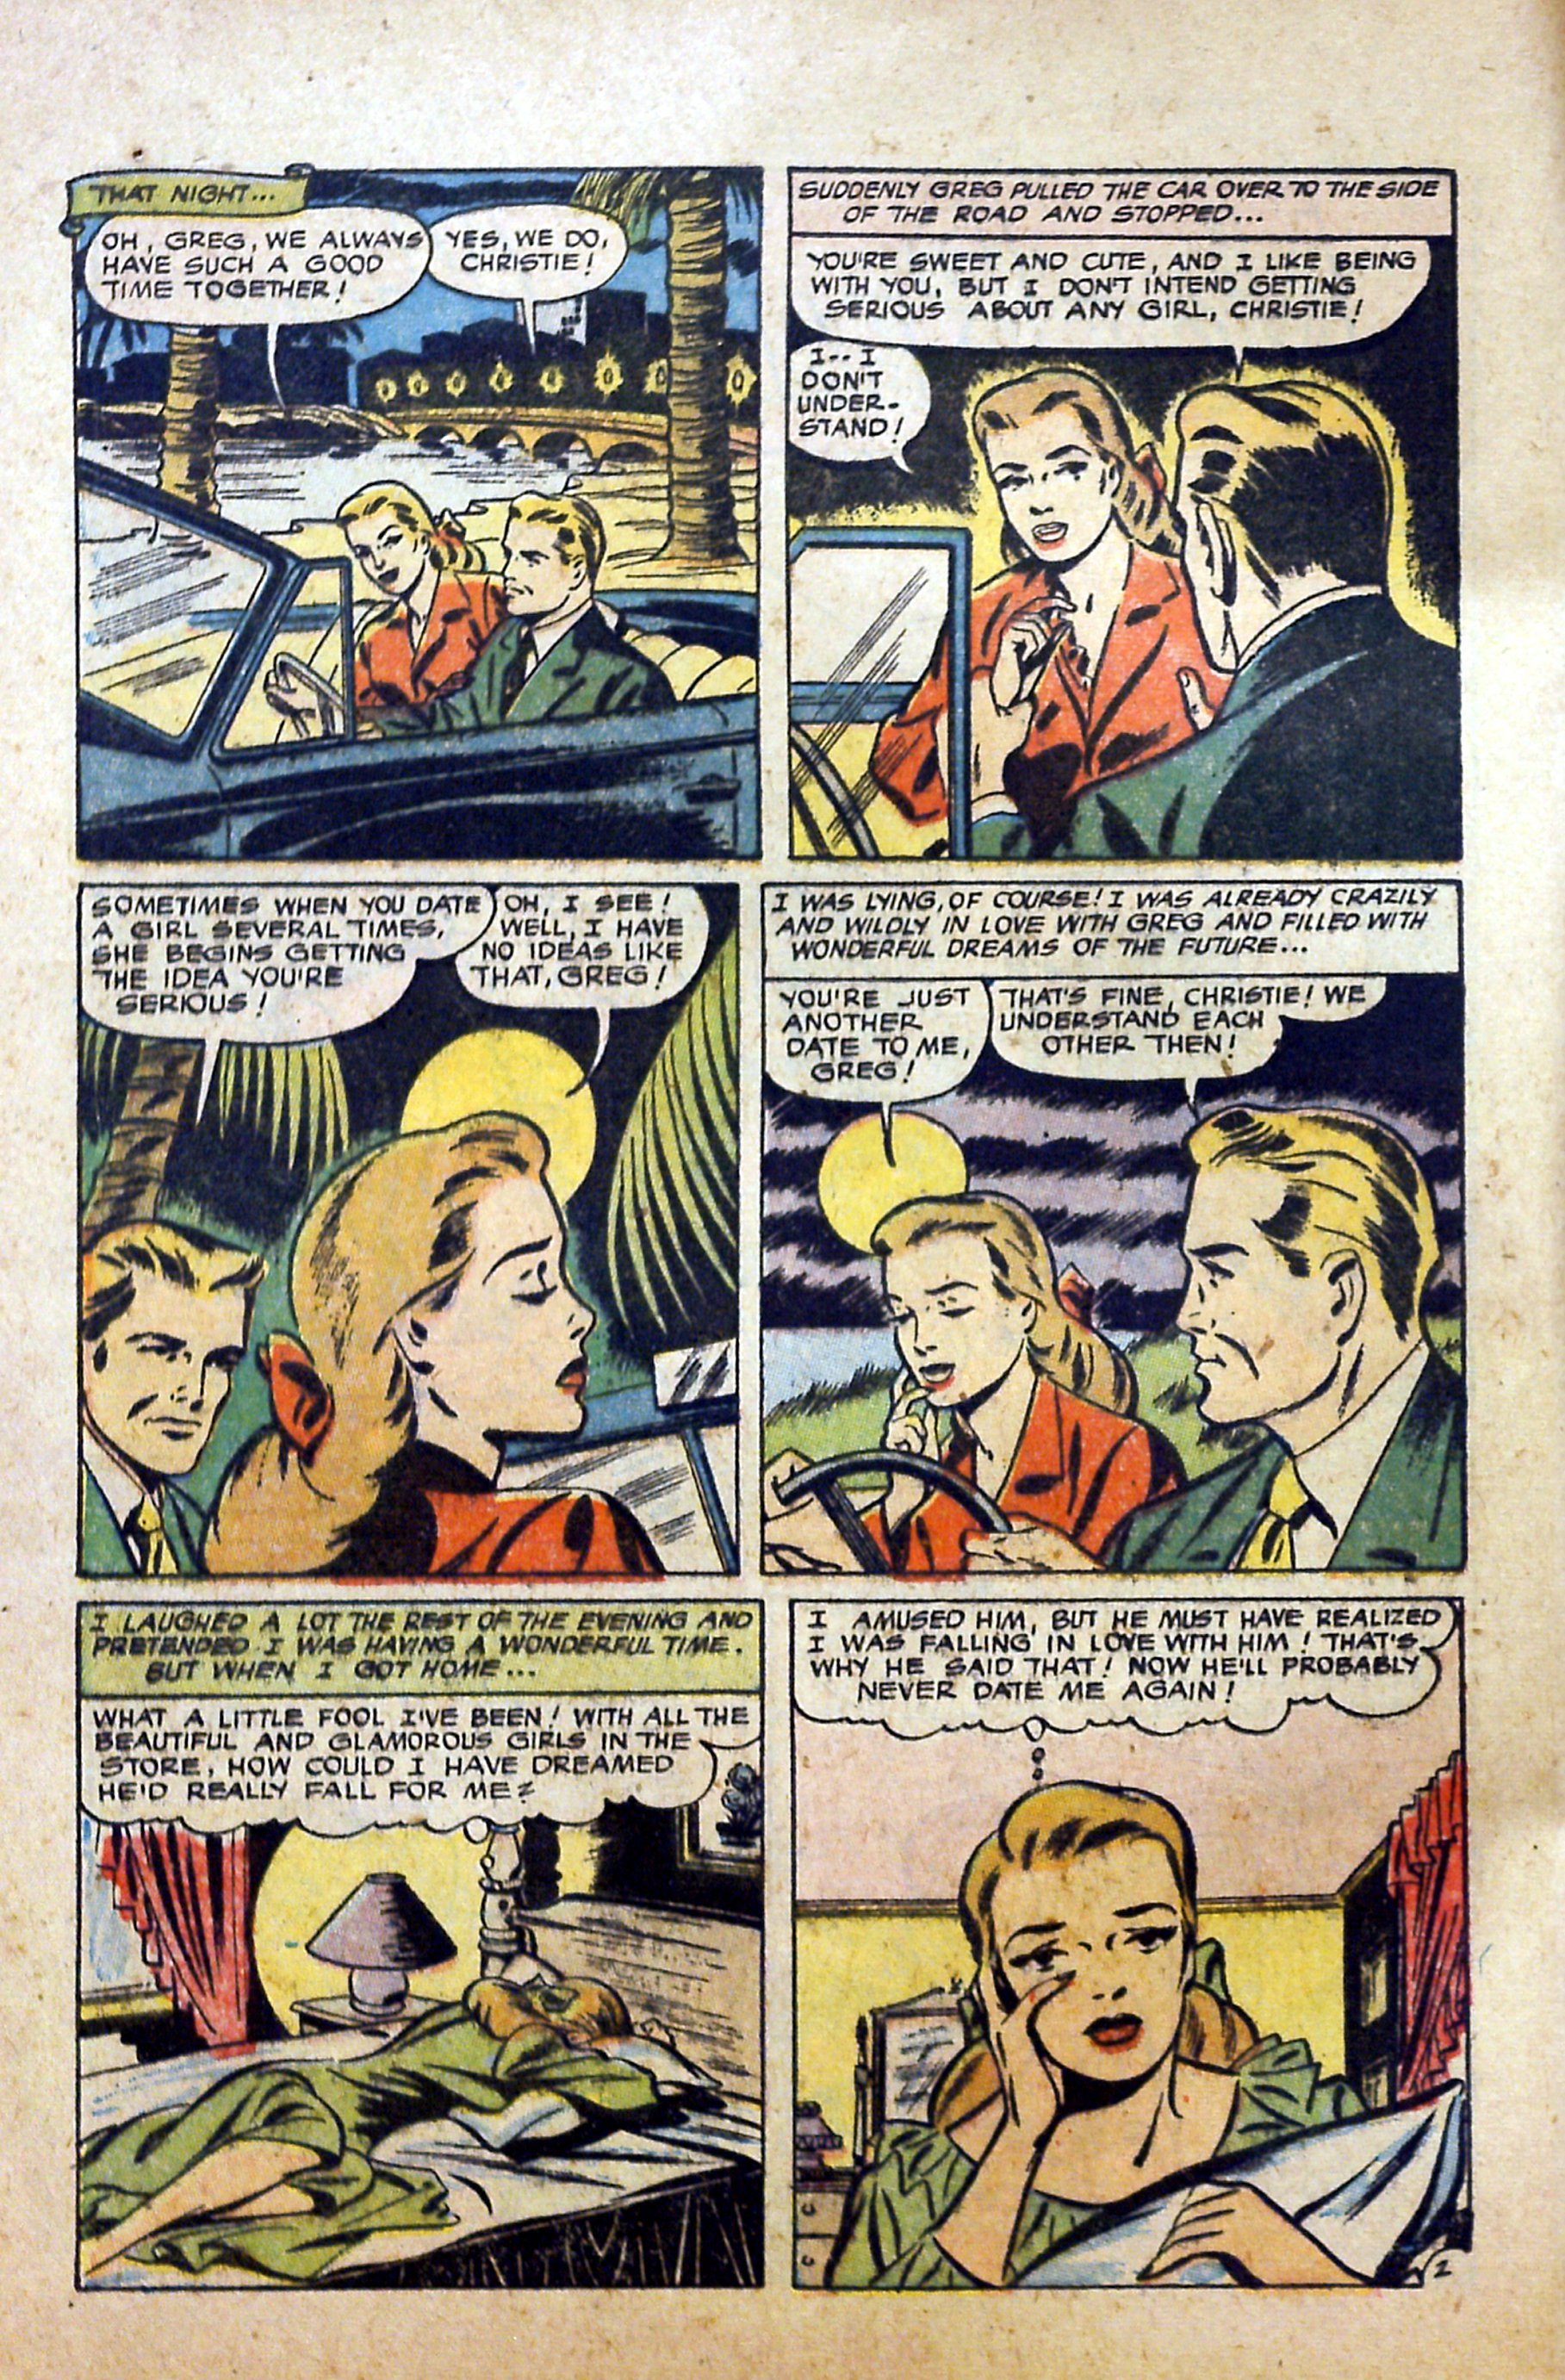 THAT NIGHT...
OH, GREG, WE ALWAYS
HAVE SUCH A GOOD
TIME TOGETHER!
YES, WE DO,
CHRISTIE!
SUDDENLY GREG PULLED THE CAR OVER TO THE SIDE
OF THE ROAD AND STOPPED...
YOU'RE SWEET AND CUTE, AND I LIKE BEING
WITH YOU, BUT I DON'T INTEND GETTING
SERIOUS ABOUT ANY GIRL, CHRISTIE!
I-- I
DON'T
UNDER-
STAND!
SOMETIMES WHEN YOU DATE
A GIRL SEVERAL TIMES,
SHE BEGINS GETTING
THE IDEA YOU'RE
SERIOUS!
OH, I SEE!
WELL, I HAVE
NO IDEAS LIKE
THAT, GREG!
I WAS LYING, OF COURSE! I WAS ALREADY CRAZILY
AND WILDLY IN LOVE WITH GREG AND FILLED WITH
WONDERFUL DREAMS OF THE FUTURE...
YOU'RE JUST
ANOTHER
DATE TO ME,
GREG!
THAT'S FINE, CHRISTIE! WE
UNDERSTAND EACH
OTHER THEN!
I LAUGHED A LOT THE REST OF THE EVENING AND
PRETENDED I WAS HAVING A WONDERFUL TIME.
BUT WHEN I GOT HOME...
WHAT A LITTLE FOOL I'VE BEEN! WITH ALL THE
BEAUTIFUL AND GLAMOROUS GIRLS IN THE
STORE, HOW COULD I HAVE DREAMED
HE'D REALLY FALL FOR ME?
I AMUSED HIM, BUT HE MUST HAVE REALIZED
I WAS FALLING IN LOVE WITH HIM! THAT'S
WHY HE SAID THAT! NOW HE'LL PROBABLY
NEVER DATE ME AGAIN!
2